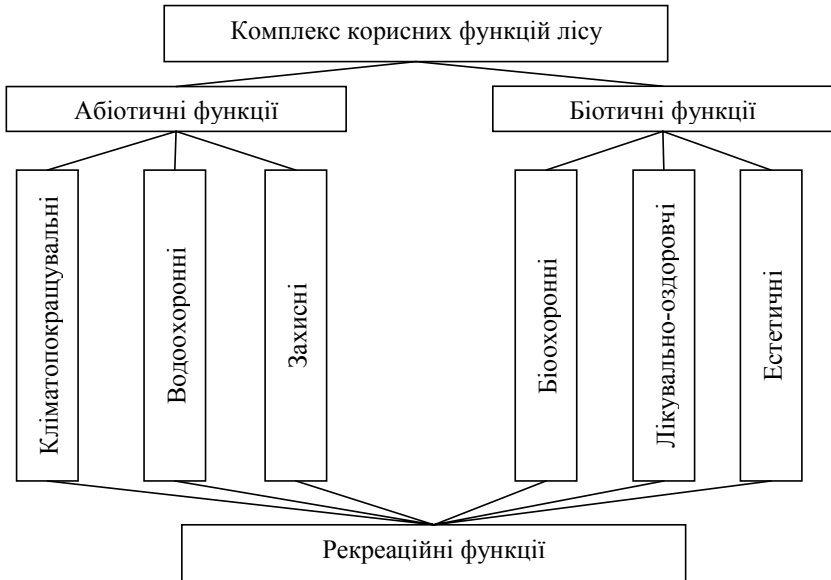 Комплекс корисних функцій лісу
Абіотичні функції
Біотичні функції
Кліматопокращувальні
Водоохоронні
Захисні
Біоохоронні
Лікувально-оздоровчі
Естетичні
Рекреаційні функції